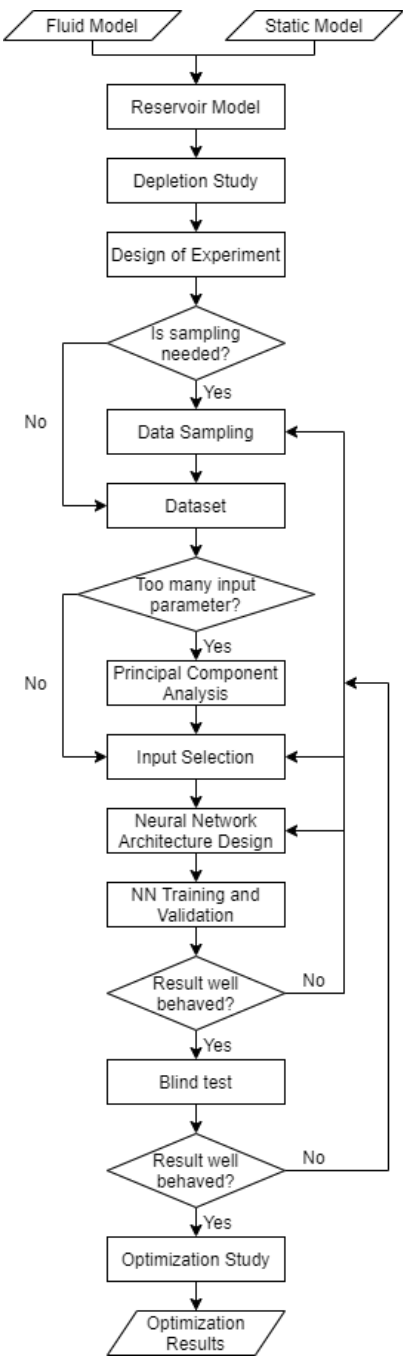 Fluid Model
Static Model
Reservoir Model
Depletion Study
Design of Experiment
Is sampling
needed?
Yes
No
Data Sampling
Dataset
Too many input
parameter?
Yes
No
Principal Component
Analysis
Input Selection
Neural Network
Architecture Design
NN Training and
Validation
Result well
behaved?
No
Yes
Blind test
Result well
behaved?
No
Yes
Optimization Study
Optimization
Results